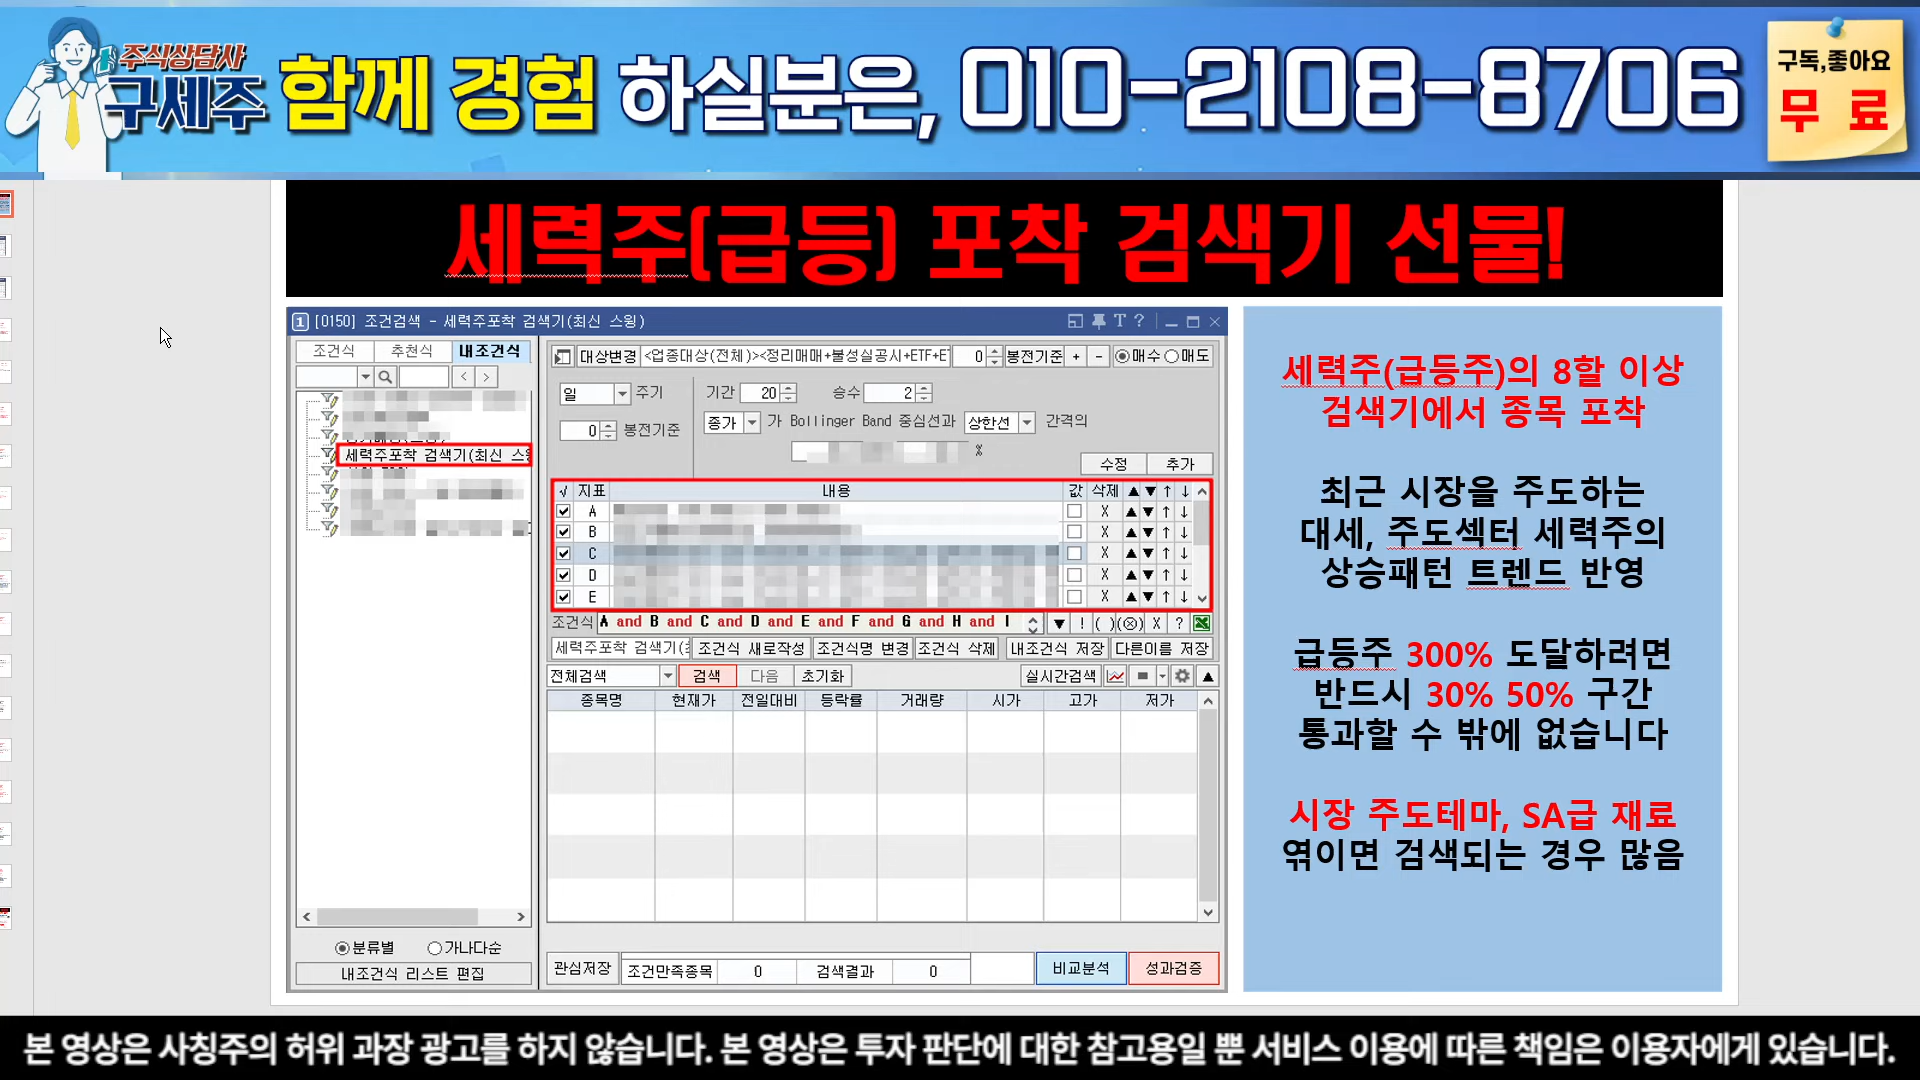 주식상담사
구세주
함께 경험 하실분은, 010-2108-8706
구독,좋아요
무 료
세력주(급등) 포착 검색기 선물!
1 [0150] 조건검색 - 세력주포착 검색기(최신 스윙)
조건식 추천식 내조건식
대상변경 <업종대상(전체)><정리매매+불성실공시+ETF+E 0 봉전기준 + - 매수 매도
일 주기 기간 20 승수 2
0 봉전기준 종가 가 Bollinger Band 중심선과 상한선 간격의
%
수정 추가
세력주포착 검색기(최신 스윙
√ 지표 내용 값 삭제 ▲ ▼ ↑ ↓
A X ▲ ▼ ↑ ↓
B X ▲ ▼ ↑ ↓
C X ▲ ▼ ↑ ↓
D X ▲ ▼ ↑ ↓
E X ▲ ▼ ↑ ↓
조건식 A and B and C and D and E and F and G and H and I ▼ ! ( ) (⊗) X ?
세력주포착 검색기(최 조건식 새로작성 조건식명 변경 조건식 삭제 내조건식 저장 다른이름 저장
전체검색 검색 다음 초기화 실시간검색
종목명 현재가 전일대비 등락률 거래량 시가 고가 저가
분류별 가나다순
내조건식 리스트 편집
관심저장 조건만족종목 0 검색결과 0 비교분석 성과검증
세력주(급등주)의 8할 이상
검색기에서 종목 포착
최근 시장을 주도하는
대세, 주도섹터 세력주의
상승패턴 트렌드 반영
급등주 300% 도달하려면
반드시 30% 50% 구간
통과할 수 밖에 없습니다
시장 주도테마, SA급 재료
엮이면 검색되는 경우 많음
본 영상은 사칭주의 허위 과장 광고를 하지 않습니다. 본 영상은 투자 판단에 대한 참고용일 뿐 서비스 이용에 따른 책임은 이용자에게 있습니다.